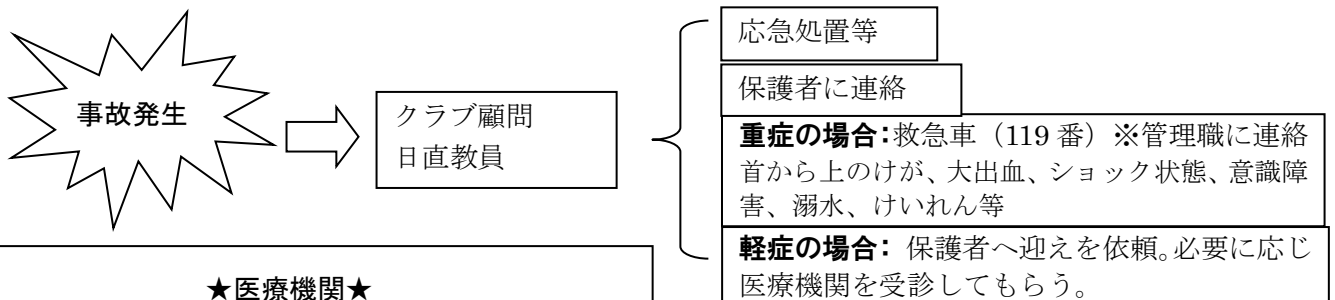 事故発生
クラブ顧問
日直教員
応急処置等
保護者に連絡
重症の場合：救急車（119 番）※管理職に連絡
首から上のけが、大出血、ショック状態、意識障
害、溺水、けいれん等
軽症の場合： 保護者へ迎えを依頼。必要に応じ
医療機関を受診してもらう。
★医療機関★